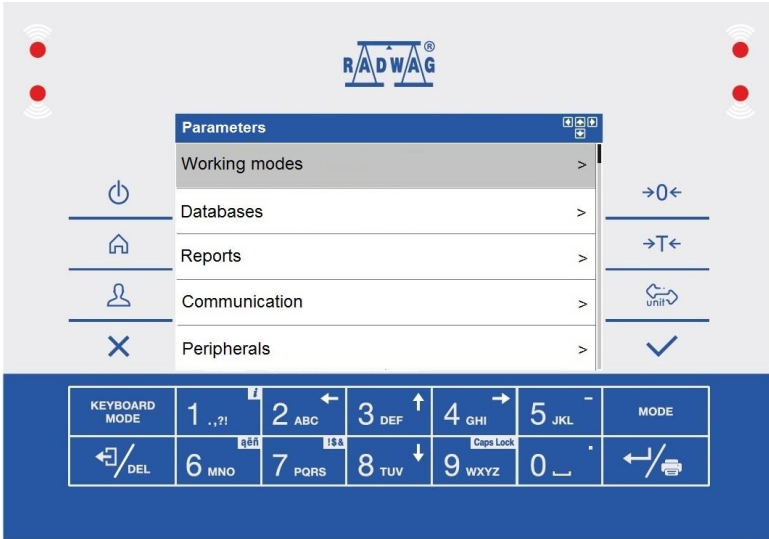 RADWAG®
Parameters
Working modes >
Databases >
Reports >
Communication >
Peripherals >
→0←
→T←
unit
KEYBOARD
MODE
1 .,?! i
2 ABC ←
3 DEF ↑
4 GHI →
5 JKL -
MODE
/DEL
6 MNO ąëñ
7 PQRS !$&
8 TUV ↓
9 WXYZ Caps Lock
0 .